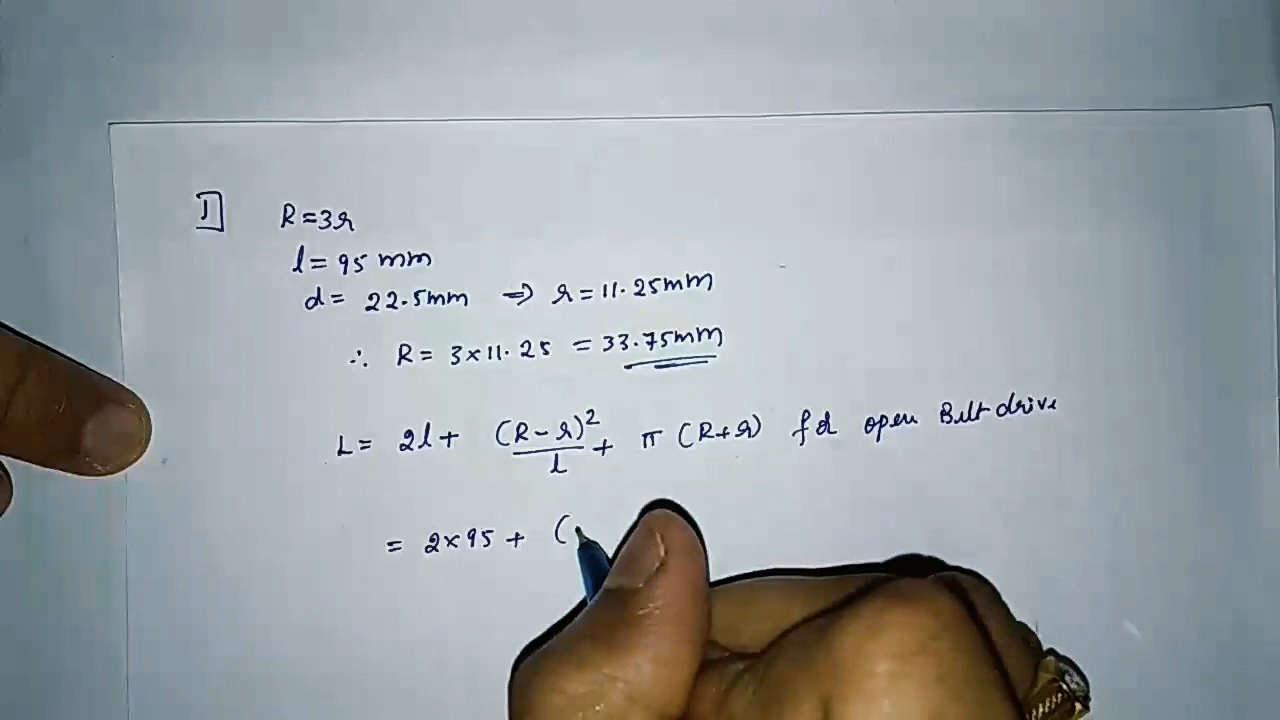 1] R = 3r
l = 95 mm
d = 22.5mm ⇒ r = 11.25mm
∴ R = 3×11.25 = 33.75mm
L = 2l + (R-r)²/l + π (R+r) for open Belt drive
= 2×95 + (